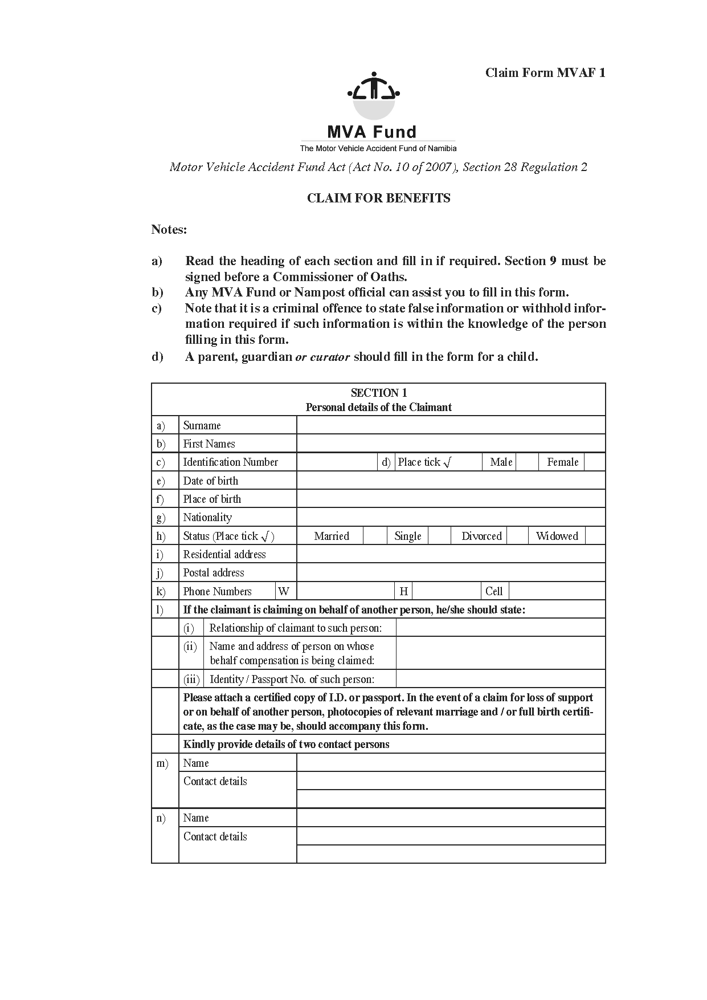 Claim Form MVAF 1
MVA Fund
The Motor Vehicle Accident Fund of Namibia
Motor Vehicle Accident Fund Act (Act No. 10 of 2007), Section 28 Regulation 2
CLAIM FOR BENEFITS
Notes:
a) Read the heading of each section and fill in if required. Section 9 must be
signed before a Commissioner of Oaths.
b) Any MVA Fund or Nampost official can assist you to fill in this form.
c) Note that it is a criminal offence to state false information or withhold infor-
mation required if such information is within the knowledge of the person
filling in this form.
d) A parent, guardian or curator should fill in the form for a child.
SECTION 1
Personal details of the Claimant
a) Surname
b) First Names
c) Identification Number d) Place tick √ Male Female
e) Date of birth
f) Place of birth
g) Nationality
h) Status (Place tick √ ) Married Single Divorced Widowed
i) Residential address
j) Postal address
k) Phone Numbers W H Cell
l) If the claimant is claiming on behalf of another person, he/she should state:
(i) Relationship of claimant to such person:
(ii) Name and address of person on whose
behalf compensation is being claimed:
(iii) Identity / Passport No. of such person:
Please attach a certified copy of I.D. or passport. In the event of a claim for loss of support
or on behalf of another person, photocopies of relevant marriage and / or full birth certifi-
cate, as the case may be, should accompany this form.
Kindly provide details of two contact persons
m) Name
Contact details
n) Name
Contact details